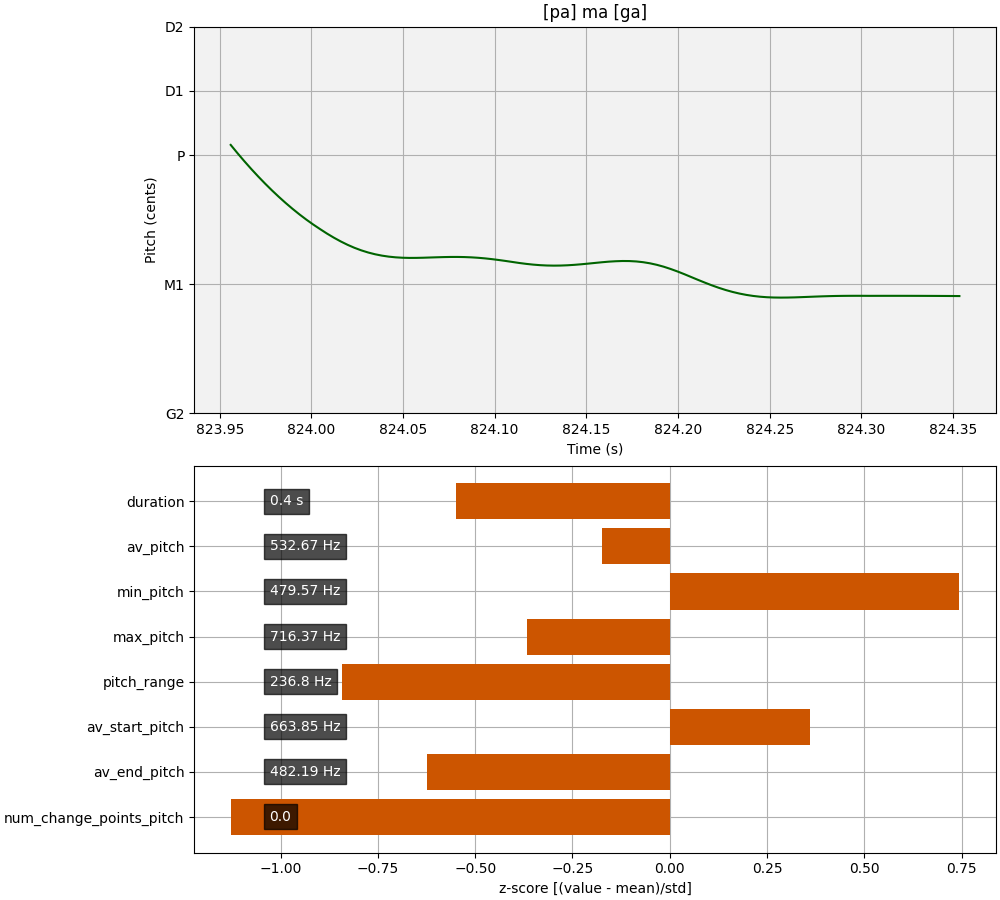 [pa] ma [ga]
D2
D1
P
M1
G2
Pitch (cents)
823.95 824.00 824.05 824.10 824.15 824.20 824.25 824.30 824.35
Time (s)
duration 0.4 s
av_pitch 532.67 Hz
min_pitch 479.57 Hz
max_pitch 716.37 Hz
pitch_range 236.8 Hz
av_start_pitch 663.85 Hz
av_end_pitch 482.19 Hz
num_change_points_pitch 0.0
−1.00 −0.75 −0.50 −0.25 0.00 0.25 0.50 0.75
z-score [(value - mean)/std]